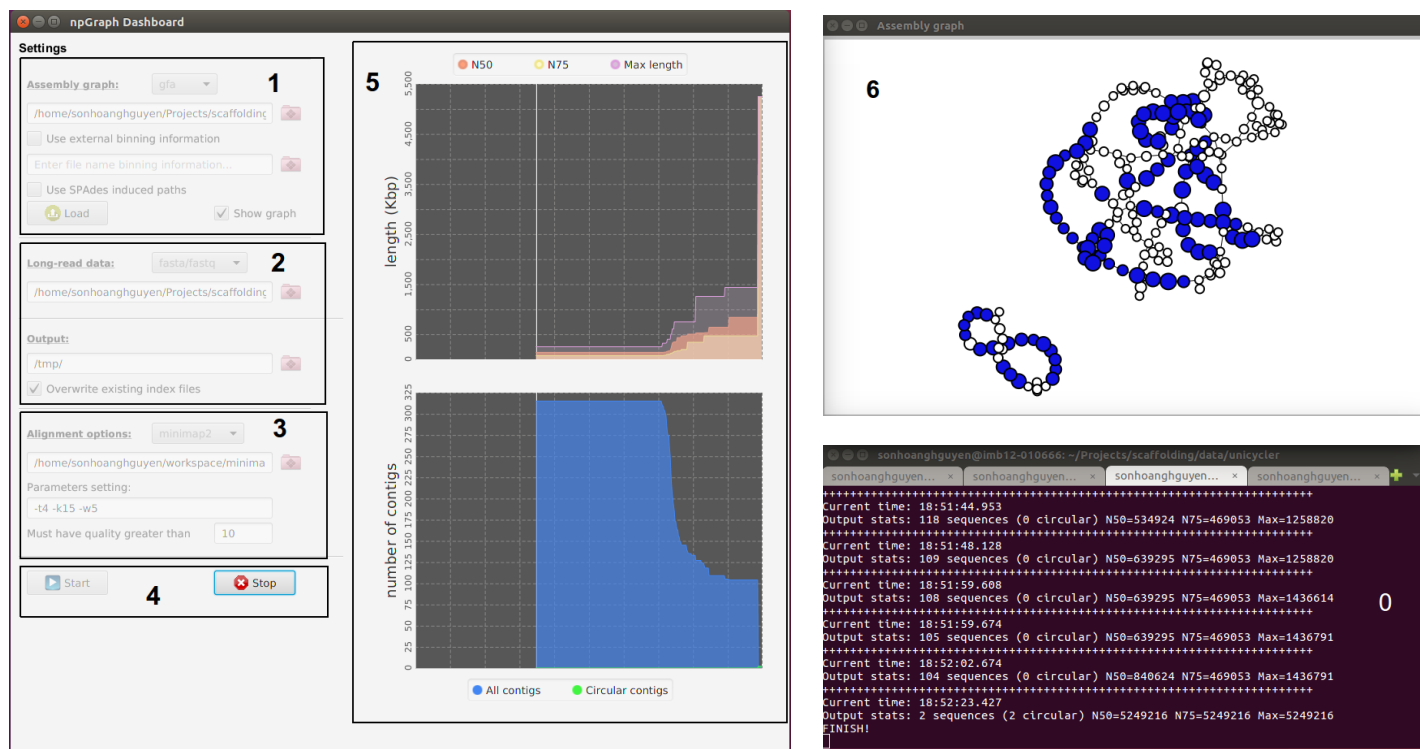 npGraph Dashboard
Settings
1
Assembly graph: gfa
/home/sonhoanghguyen/Projects/scaffolding
Use external binning information
Enter file name binning information...
Use SPAdes induced paths
Load Show graph
2
Long-read data: fasta/fastq
/home/sonhoanghguyen/Projects/scaffolding
Output:
/tmp/
Overwrite existing index files
3
Alignment options: minimap2
/home/sonhoanghguyen/workspace/minima
Parameters setting:
-t4 -k15 -w5
Must have quality greater than 10
Start Stop
4
5
N50 N75 Max length
length (Kbp)
5,500
4,500
3,500
2,500
1,500
500
0
number of contigs
325
300
275
250
225
200
175
150
125
100
75
50
25
0
All contigs Circular contigs
Assembly graph
6
sonhoanghguyen@imb12-010666: ~/Projects/scaffolding/data/unicycler
sonhoanghguyen... × sonhoanghguyen... × sonhoanghguyen... × sonhoanghguyen... ×
++++++++++++++++++++++++++++++++++++++++++++++++++++++++++++++++++++++++
Current time: 18:51:44.953
Output stats: 118 sequences (0 circular) N50=534924 N75=469053 Max=1258820
++++++++++++++++++++++++++++++++++++++++++++++++++++++++++++++++++++++++
Current time: 18:51:48.128
Output stats: 109 sequences (0 circular) N50=639295 N75=469053 Max=1258820
++++++++++++++++++++++++++++++++++++++++++++++++++++++++++++++++++++++++
Current time: 18:51:59.608
Output stats: 108 sequences (0 circular) N50=639295 N75=469053 Max=1436614
++++++++++++++++++++++++++++++++++++++++++++++++++++++++++++++++++++++++
Current time: 18:51:59.674
Output stats: 105 sequences (0 circular) N50=639295 N75=469053 Max=1436791
++++++++++++++++++++++++++++++++++++++++++++++++++++++++++++++++++++++++
Current time: 18:52:02.674
Output stats: 104 sequences (0 circular) N50=840624 N75=469053 Max=1436791
++++++++++++++++++++++++++++++++++++++++++++++++++++++++++++++++++++++++
Current time: 18:52:23.427
Output stats: 2 sequences (2 circular) N50=5249216 N75=5249216 Max=5249216
FINISH!
0